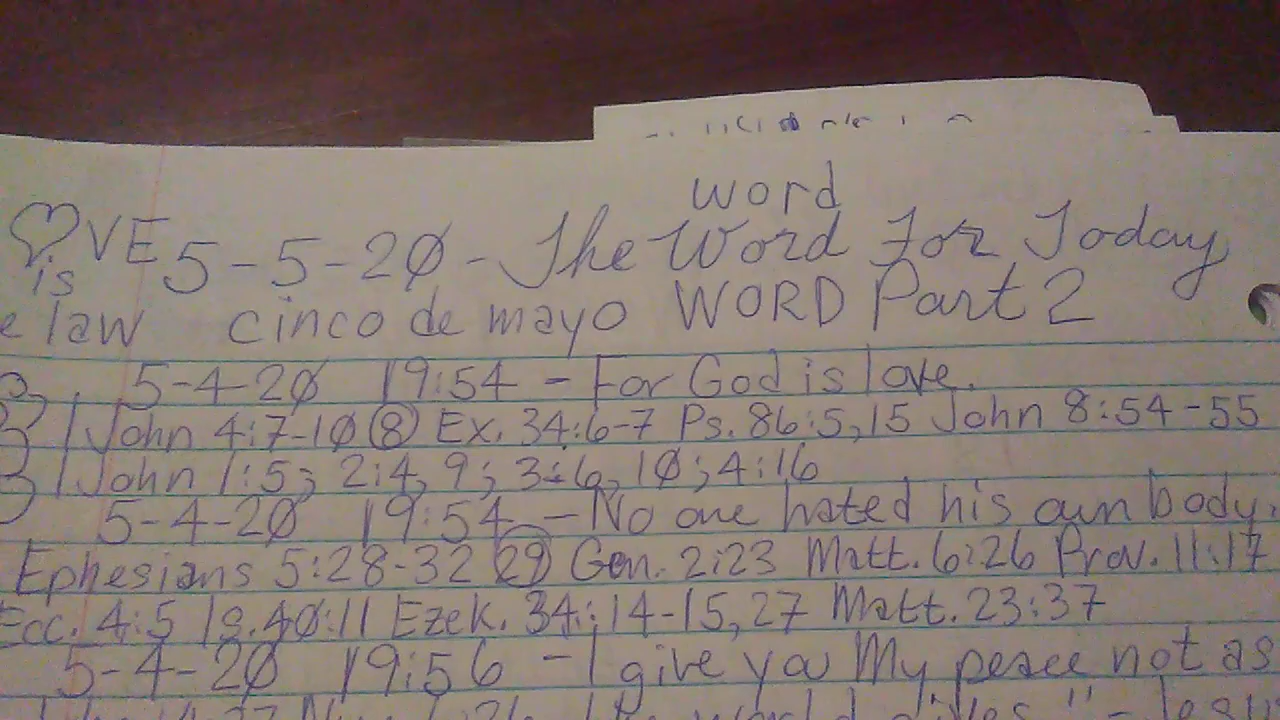 word
♡VE 5-5-2Ø - The Word For Today
is
e law cinco de mayo WORD Part 2
5-4-2Ø 19:54 - For God is love.
1 John 4:7-1Ø (8) Ex. 34:6-7 Ps. 86:5,15 John 8:54-55
1 John 1:5; 2:4, 9; 3:6, 1Ø; 4:16
5-4-2Ø 19:54 - No one hated his own body.
Ephesians 5:28-32 (29) Gen. 2:23 Matt. 6:26 Prov. 11:17
Ecc. 4:5 Is. 4Ø:11 Ezek. 34:14-15, 27 Matt. 23:37
5-4-2Ø 19:56 - I give you My peace not as